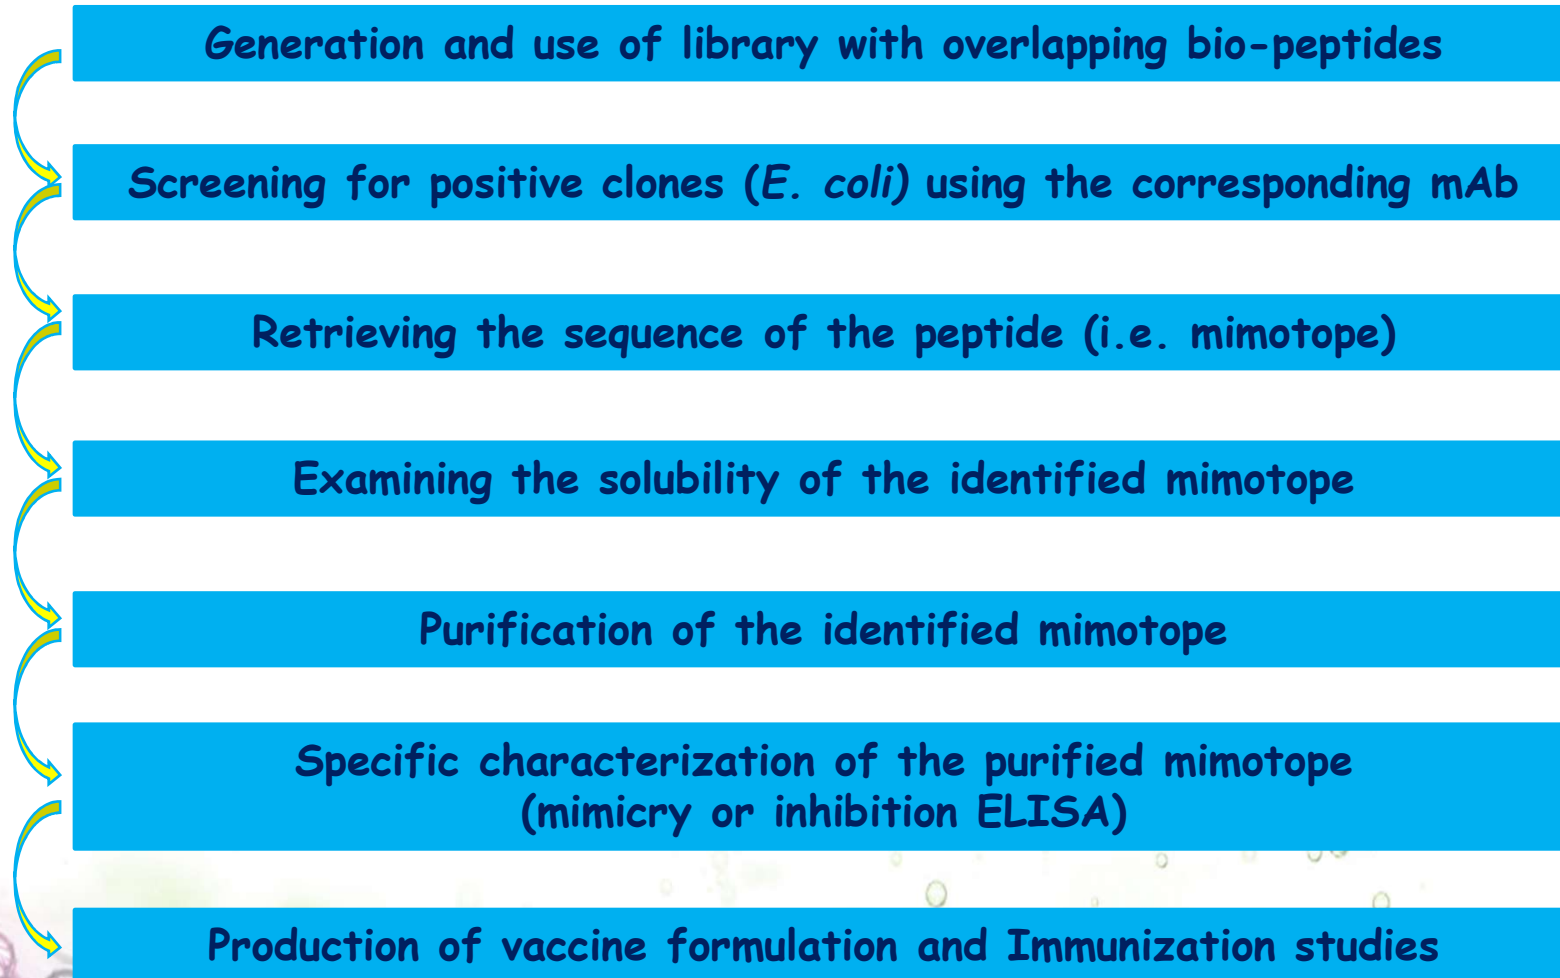 Generation and use of library with overlapping bio-peptides
Screening for positive clones (E. coli) using the corresponding mAb
Retrieving the sequence of the peptide (i.e. mimotope)
Examining the solubility of the identified mimotope
Purification of the identified mimotope
Specific characterization of the purified mimotope
(mimicry or inhibition ELISA)
Production of vaccine formulation and Immunization studies